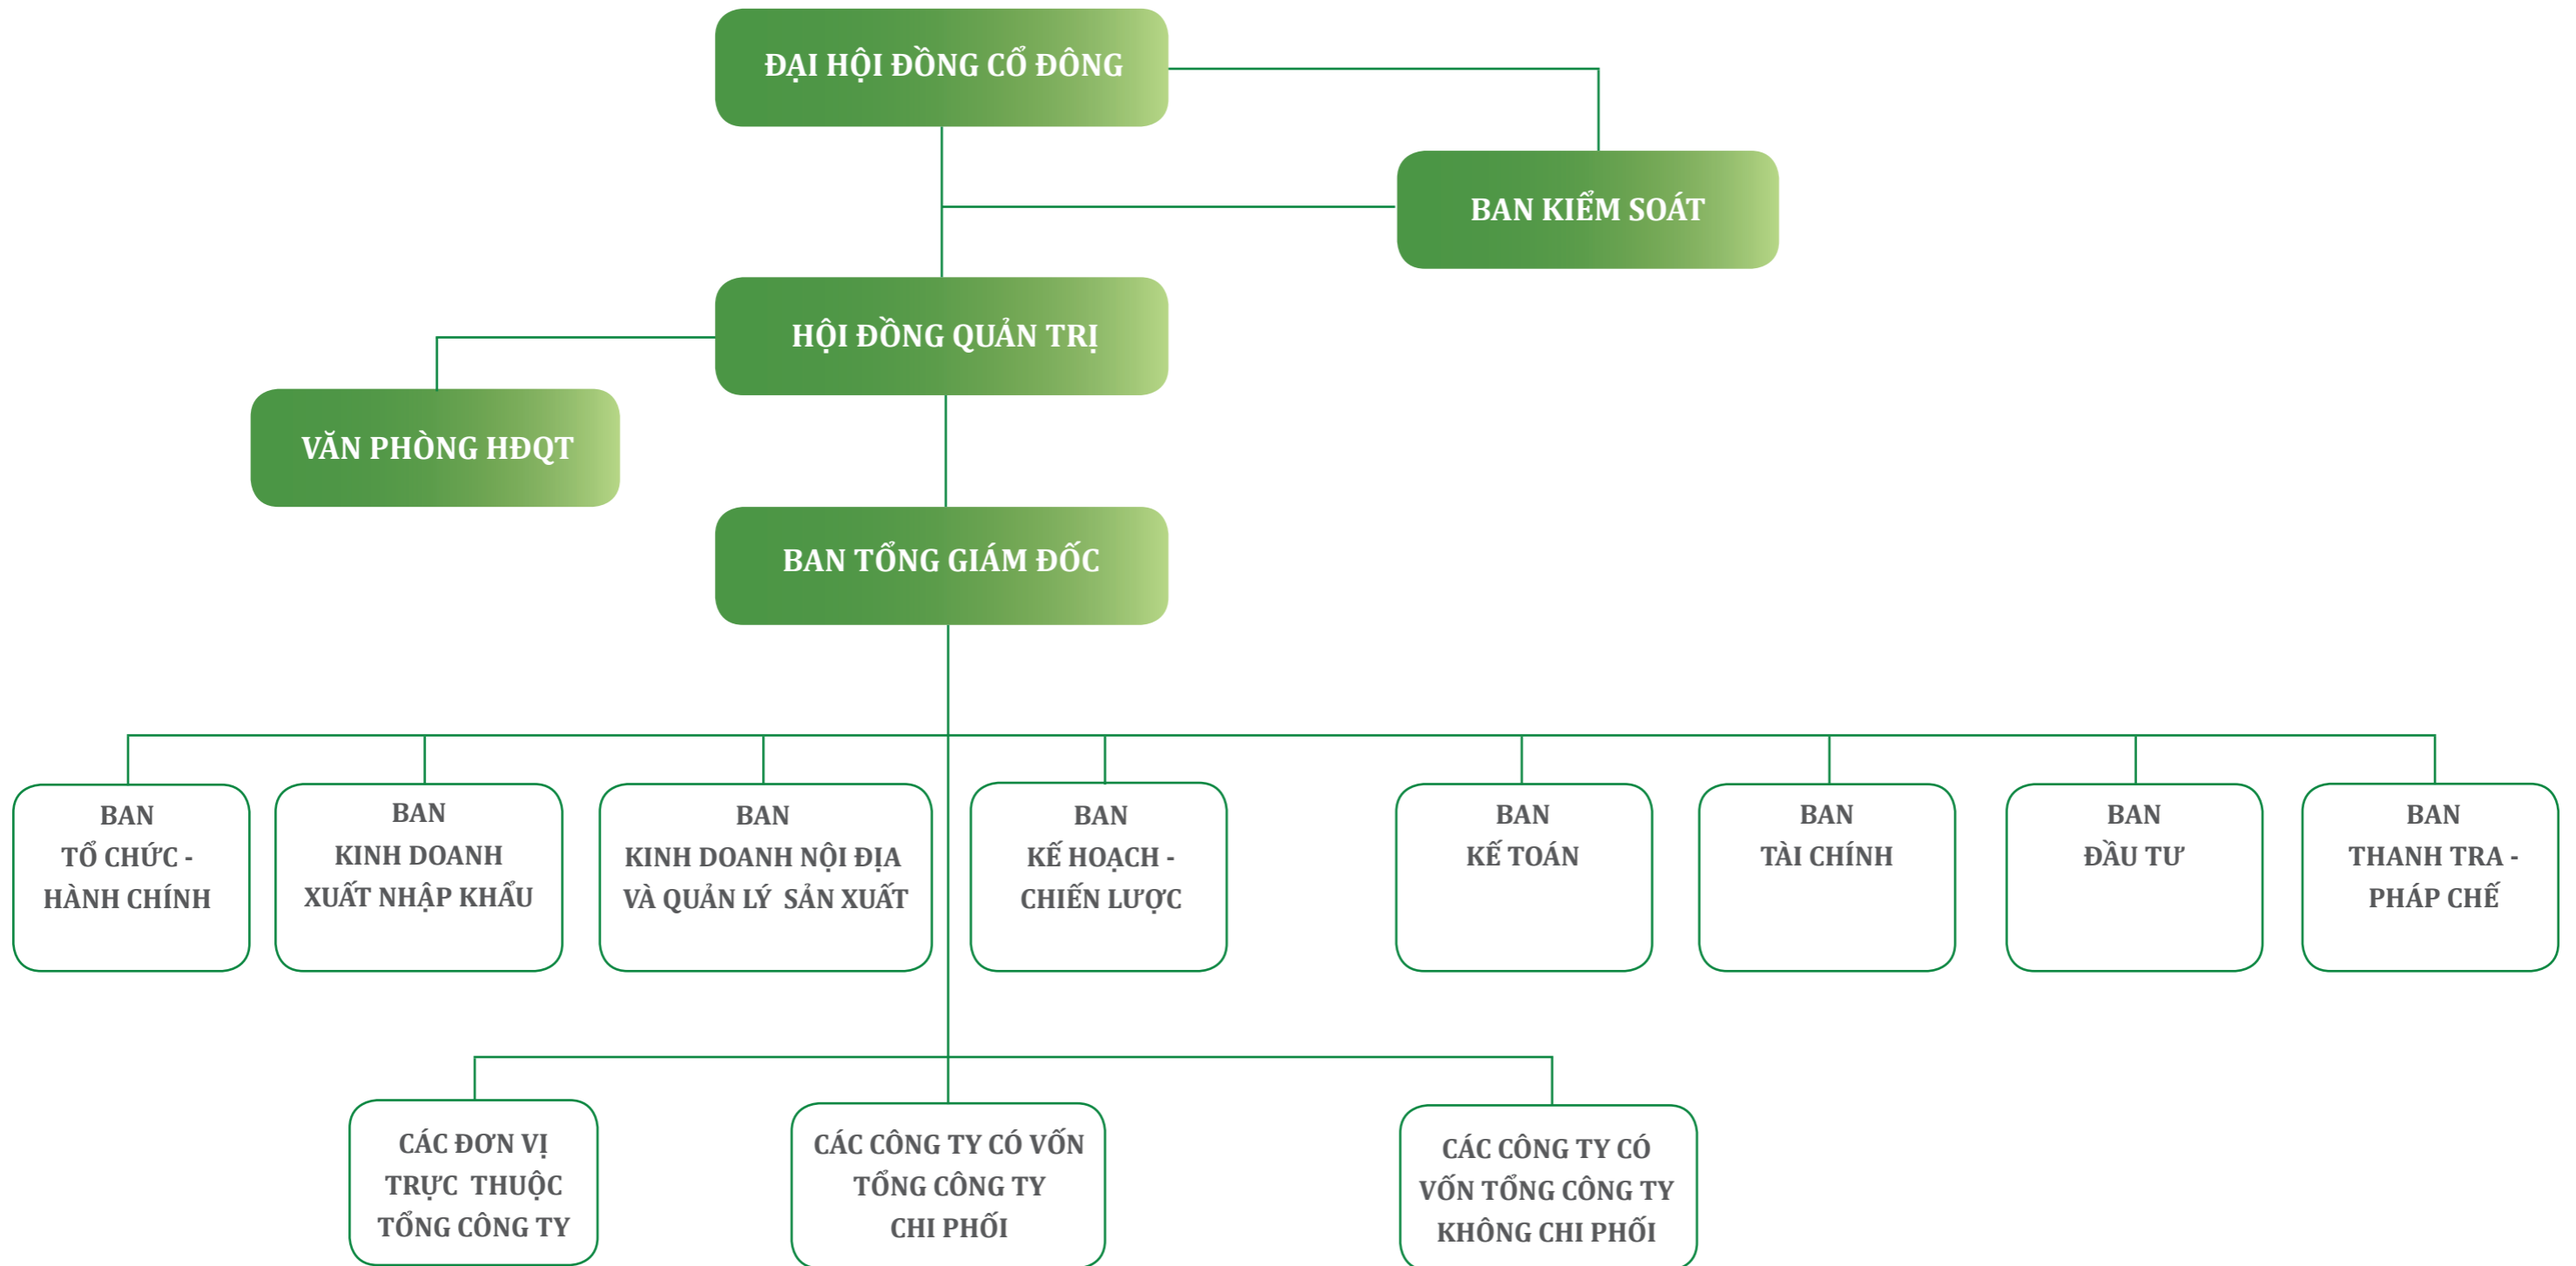 ĐẠI HỘI ĐỒNG CỔ ĐÔNG
BAN KIỂM SOÁT
HỘI ĐỒNG QUẢN TRỊ
VĂN PHÒNG HĐQT
BAN TỔNG GIÁM ĐỐC
BAN
TỔ CHỨC -
HÀNH CHÍNH
BAN
KINH DOANH
XUẤT NHẬP KHẨU
BAN
KINH DOANH NỘI ĐỊA
VÀ QUẢN LÝ SẢN XUẤT
BAN
KẾ HOẠCH -
CHIẾN LƯỢC
BAN
KẾ TOÁN
BAN
TÀI CHÍNH
BAN
ĐẦU TƯ
BAN
THANH TRA -
PHÁP CHẾ
CÁC ĐƠN VỊ
TRỰC THUỘC
TỔNG CÔNG TY
CÁC CÔNG TY CÓ VỐN
TỔNG CÔNG TY
CHI PHỐI
CÁC CÔNG TY CÓ
VỐN TỔNG CÔNG TY
KHÔNG CHI PHỐI